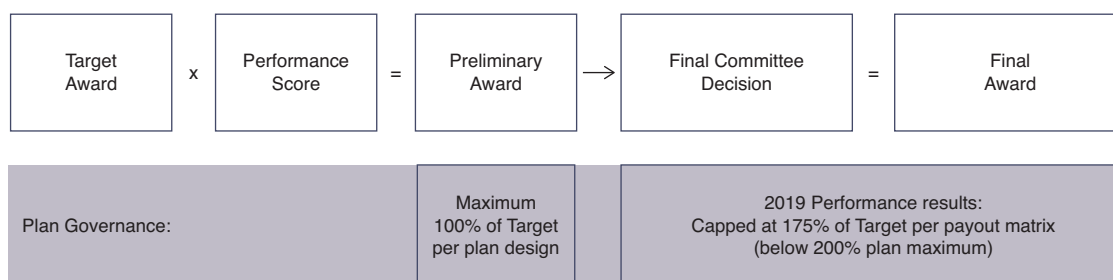 Target
Award
x
Performance
Score
=
Preliminary
Award
Final Committee
Decision
=
Final
Award
Plan Governance:
Maximum
100% of Target
per plan design
2019 Performance results:
Capped at 175% of Target per payout matrix
(below 200% plan maximum)